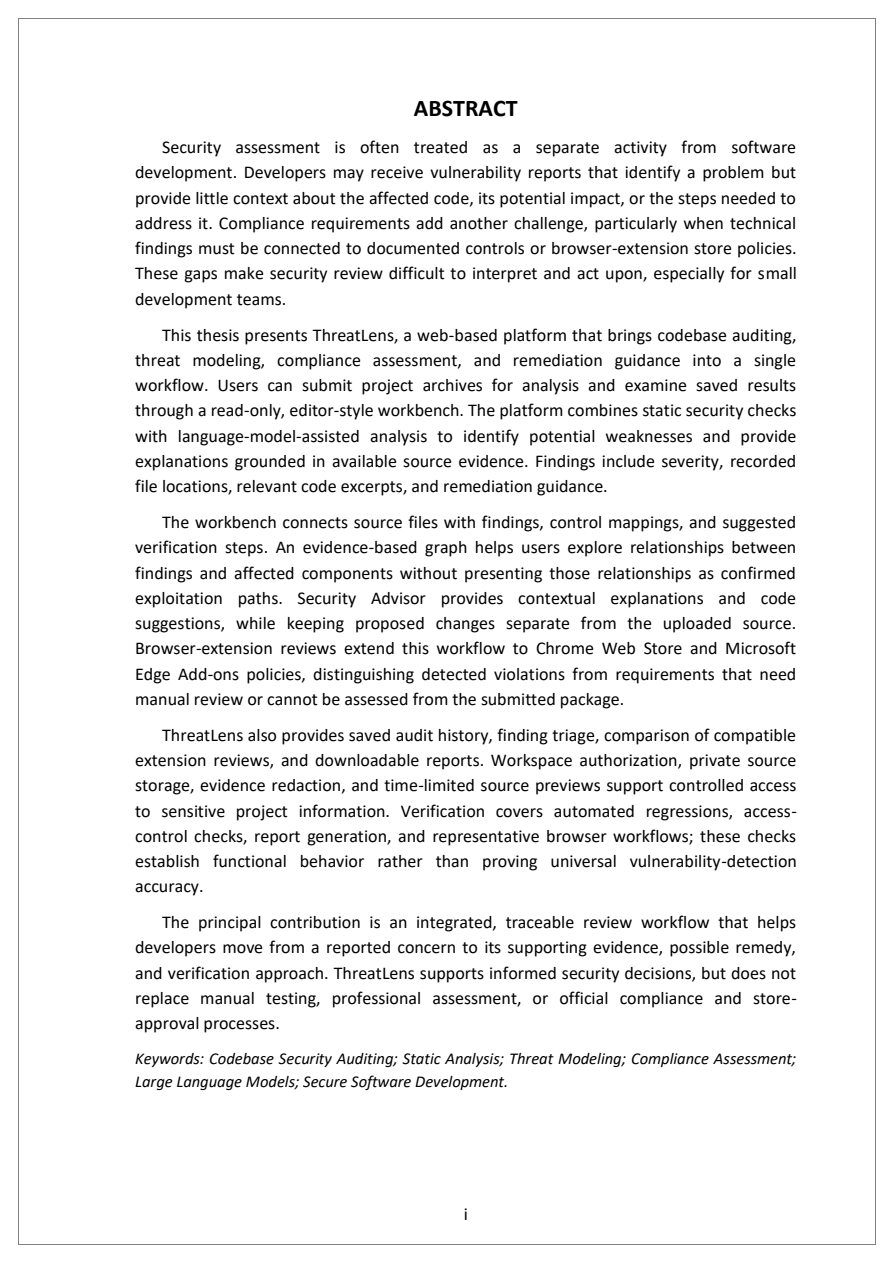 ABSTRACT
Security assessment is often treated as a separate activity from software
development. Developers may receive vulnerability reports that identify a problem but
provide little context about the affected code, its potential impact, or the steps needed to
address it. Compliance requirements add another challenge, particularly when technical
findings must be connected to documented controls or browser-extension store policies.
These gaps make security review difficult to interpret and act upon, especially for small
development teams.
This thesis presents ThreatLens, a web-based platform that brings codebase auditing,
threat modeling, compliance assessment, and remediation guidance into a single
workflow. Users can submit project archives for analysis and examine saved results
through a read-only, editor-style workbench. The platform combines static security checks
with language-model-assisted analysis to identify potential weaknesses and provide
explanations grounded in available source evidence. Findings include severity, recorded
file locations, relevant code excerpts, and remediation guidance.
The workbench connects source files with findings, control mappings, and suggested
verification steps. An evidence-based graph helps users explore relationships between
findings and affected components without presenting those relationships as confirmed
exploitation paths. Security Advisor provides contextual explanations and code
suggestions, while keeping proposed changes separate from the uploaded source.
Browser-extension reviews extend this workflow to Chrome Web Store and Microsoft
Edge Add-ons policies, distinguishing detected violations from requirements that need
manual review or cannot be assessed from the submitted package.
ThreatLens also provides saved audit history, finding triage, comparison of compatible
extension reviews, and downloadable reports. Workspace authorization, private source
storage, evidence redaction, and time-limited source previews support controlled access
to sensitive project information. Verification covers automated regressions, access-
control checks, report generation, and representative browser workflows; these checks
establish functional behavior rather than proving universal vulnerability-detection
accuracy.
The principal contribution is an integrated, traceable review workflow that helps
developers move from a reported concern to its supporting evidence, possible remedy,
and verification approach. ThreatLens supports informed security decisions, but does not
replace manual testing, professional assessment, or official compliance and store-
approval processes.
Keywords: Codebase Security Auditing; Static Analysis; Threat Modeling; Compliance Assessment;
Large Language Models; Secure Software Development.
i